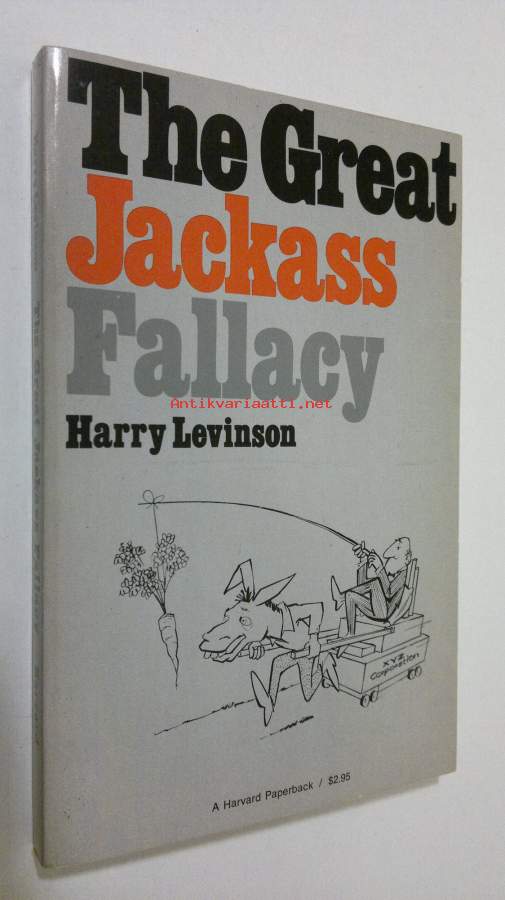 The Great
Jackass
Fallacy
Antikvariaatti.net
Harry Levinson
XYZ
Corporation
A Harvard Paperback / $2.95